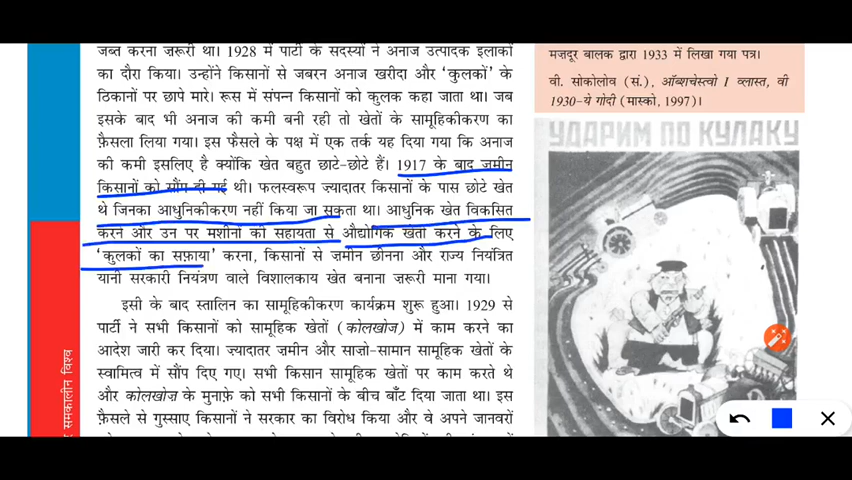 जब्त करना ज़रूरी था। 1928 में पार्टी के सदस्यों ने अनाज उत्पादक इलाकों
का दौरा किया। उन्होंने किसानों से जबरन अनाज ख़रीदा और ‘कुलकों’ के
ठिकानों पर छापे मारे। रूस में संपन्न किसानों को कुलक कहा जाता था। जब
इसके बाद भी अनाज की कमी बनी रही तो खेतों के सामूहिकीकरण का
फ़ैसला लिया गया। इस फ़ैसले के पक्ष में एक तर्क यह दिया गया कि अनाज
की कमी इसलिए है क्योंकि खेत बहुत छोटे-छोटे हैं। 1917 के बाद ज़मीन
किसानों को सौंप दी गई थी। फलस्वरूप ज्यादातर किसानों के पास छोटे खेत
थे जिनका आधुनिकीकरण नहीं किया जा सकता था। आधुनिक खेत विकसित
करने और उन पर मशीनों की सहायता से औद्योगिक खेती करने के लिए
‘कुलकों का सफ़ाया’ करना, किसानों से ज़मीन छीनना और राज्य नियंत्रित
यानी सरकारी नियंत्रण वाले विशालकाय खेत बनाना ज़रूरी माना गया।
इसी के बाद स्तालिन का सामूहिकीकरण कार्यक्रम शुरू हुआ। 1929 से
पार्टी ने सभी किसानों को सामूहिक खेतों (कोलखोज) में काम करने का
आदेश जारी कर दिया। ज्यादातर ज़मीन और साज़ो-सामान सामूहिक खेतों के
स्वामित्व में सौंप दिए गए। सभी किसान सामूहिक खेतों पर काम करते थे
और कोलखोज के मुनाफ़े को सभी किसानों के बीच बाँट दिया जाता था। इस
फ़ैसले से गुस्साए किसानों ने सरकार का विरोध किया और वे अपने जानवरों
मज़दूर बालक द्वारा 1933 में लिखा गया पत्र।
वी. सोकोलोव (सं.), ऑब्शचेस्त्वो I व्लास्त, वी
1930-ये गोदी (मास्को, 1997)।
УДАРИМ ПО КУЛАКУ
समकालीन विश्व